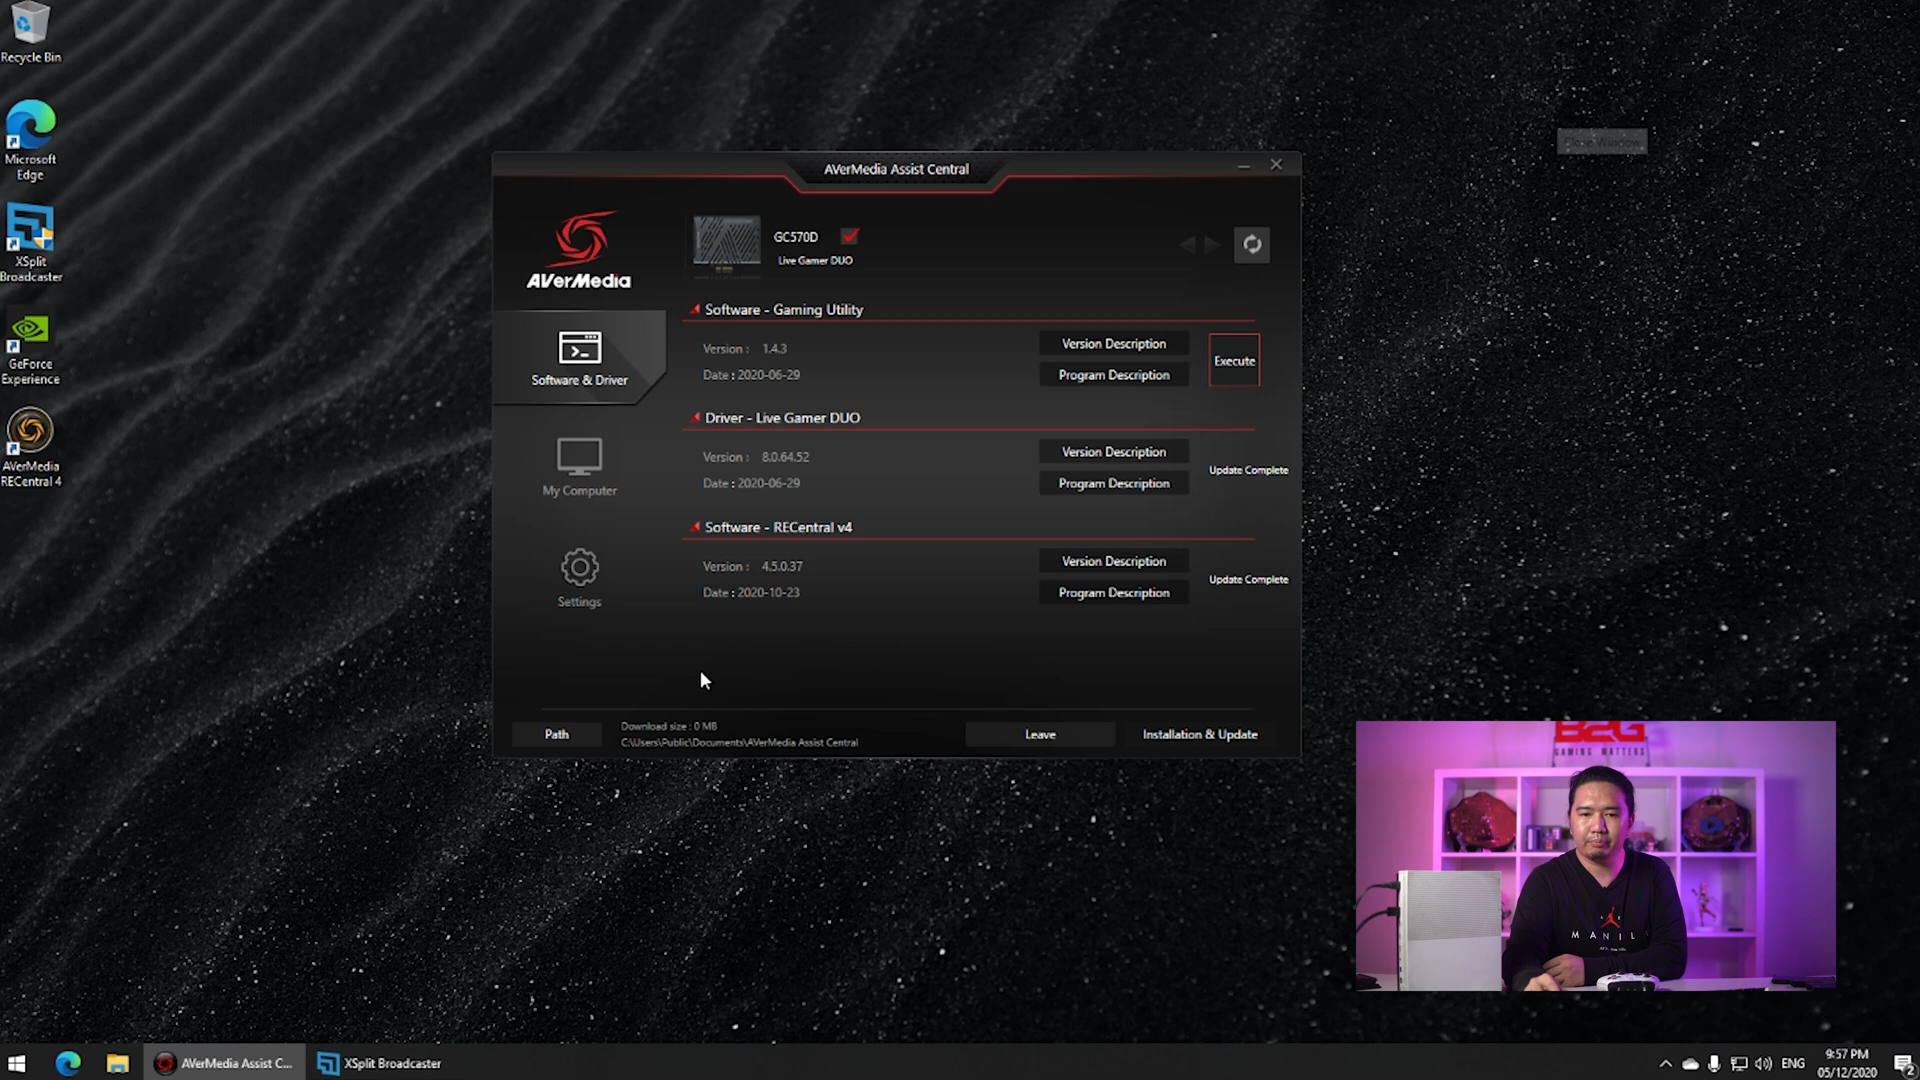 Recycle Bin
Microsoft
Edge
XSplit
Broadcaster
GeForce
Experience
AVerMedia
RECentral 4
Close Window
AVerMedia Assist Central
AVerMedia
GC570D
Live Gamer DUO
Software & Driver
My Computer
Settings
Software - Gaming Utility
Version : 1.4.3
Date : 2020-06-29
Version Description
Program Description
Execute
Driver - Live Gamer DUO
Version : 8.0.64.52
Date : 2020-06-29
Version Description
Program Description
Update Complete
Software - RECentral v4
Version : 4.5.0.37
Date : 2020-10-23
Version Description
Program Description
Update Complete
Path
Download size : 0 MB
C:\Users\Public\Documents\AVerMedia Assist Central
Leave
Installation & Update
B2G
GAMING MATTERS
MANIL
AVerMedia Assist C...
XSplit Broadcaster
ENG
9:57 PM
05/12/2020
2